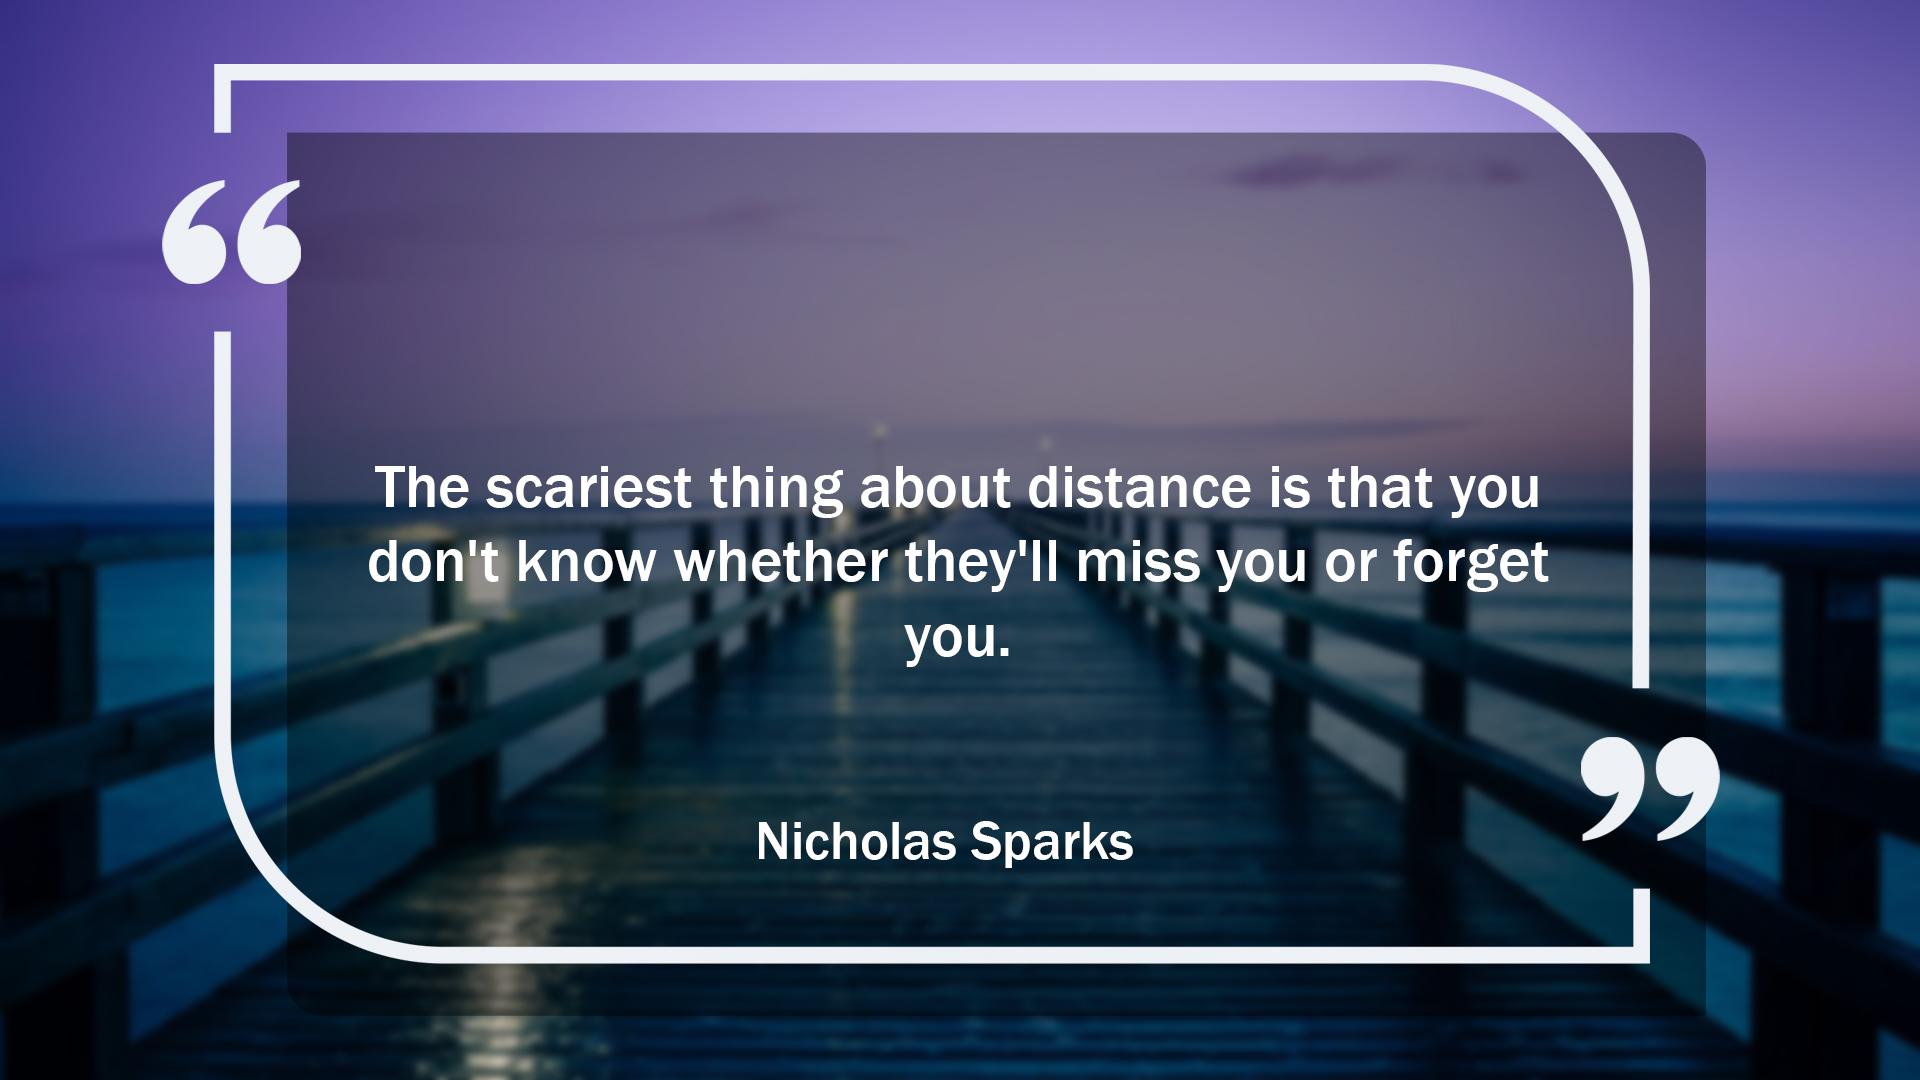 The scariest thing about distance is that you
don't know whether they'll miss you or forget
you.
Nicholas Sparks